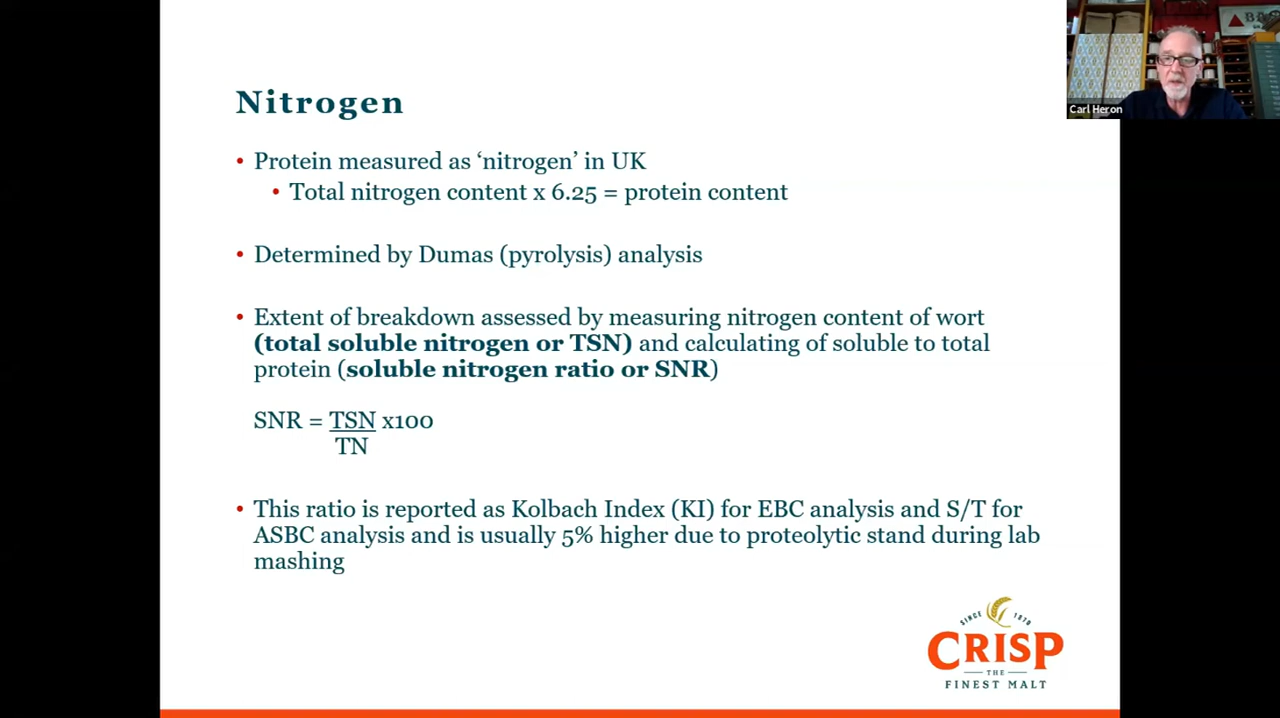 Nitrogen
• Protein measured as ‘nitrogen’ in UK
• Total nitrogen content x 6.25 = protein content
• Determined by Dumas (pyrolysis) analysis
• Extent of breakdown assessed by measuring nitrogen content of wort
(total soluble nitrogen or TSN) and calculating of soluble to total
protein (soluble nitrogen ratio or SNR)
SNR = TSN x100
TN
• This ratio is reported as Kolbach Index (KI) for EBC analysis and S/T for
ASBC analysis and is usually 5% higher due to proteolytic stand during lab
mashing
Carl Heron
SINCE 1870
CRISP
THE
FINEST MALT